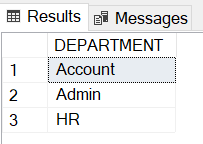 Results Messages
DEPARTMENT
1 Account
2 Admin
3 HR